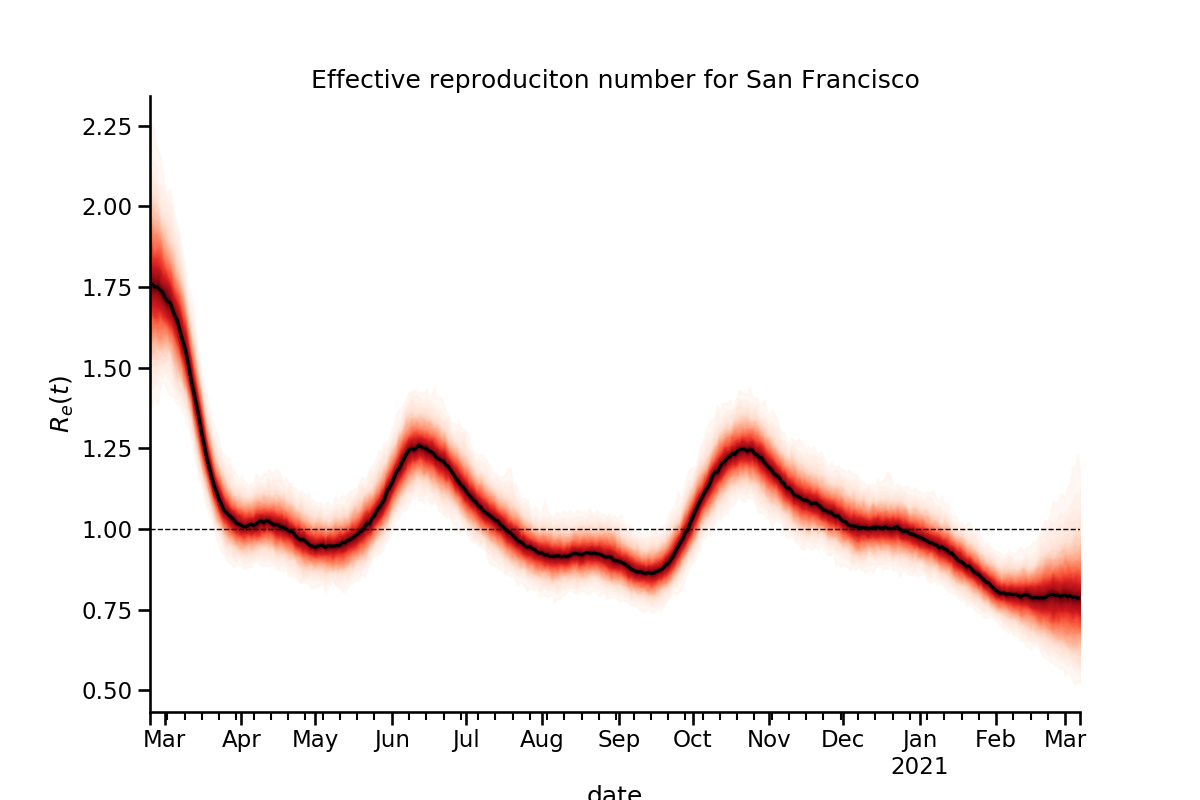 Effective reproduciton number for San Francisco
2.25
2.00
1.75
1.50
1.25
1.00
0.75
0.50
Re(t)
Mar Apr May Jun Jul Aug Sep Oct Nov Dec Jan Feb Mar
2021
date